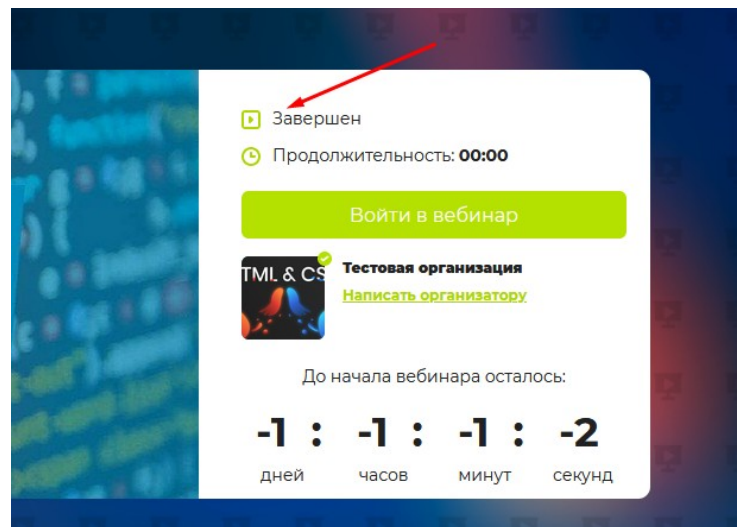 Завершен
Продолжительность: 00:00
Войти в вебинар
TML & CS
Тестовая организация
Написать организатору
До начала вебинара осталось:
-1 : -1 : -1 : -2
дней часов минут секунд